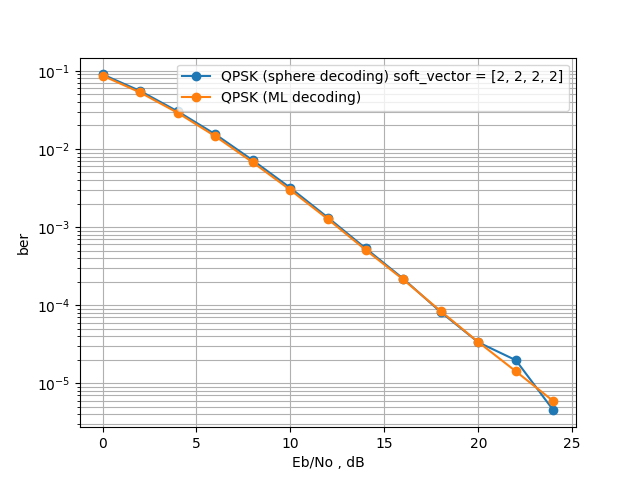 QPSK (sphere decoding) soft_vector = [2, 2, 2, 2]
QPSK (ML decoding)
10⁻¹
10⁻²
10⁻³
10⁻⁴
10⁻⁵
ber
0 5 10 15 20 25
Eb/No , dB